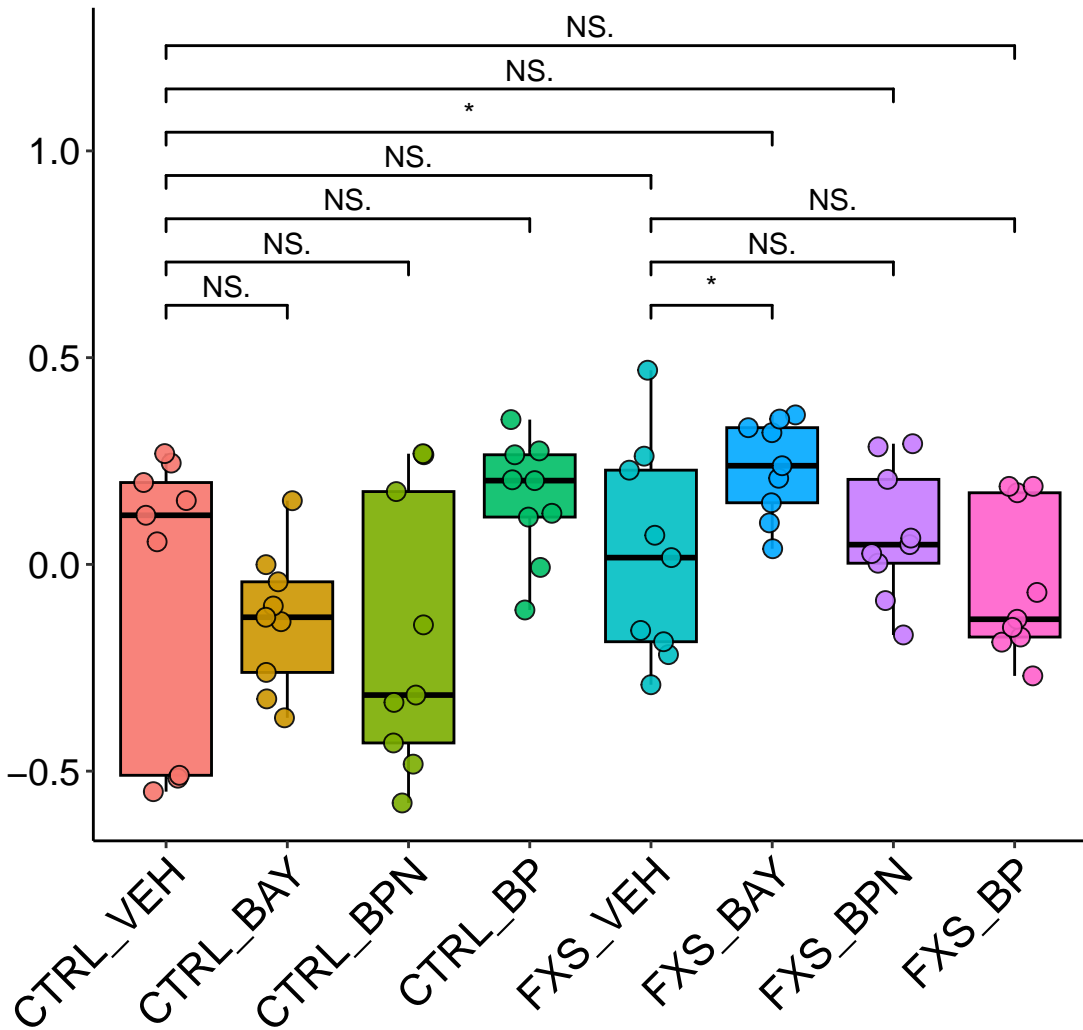 NS.
NS.
*
NS.
NS.
NS.
NS.
NS.
NS.
*
1.0
0.5
0.0
−0.5
CTRL_VEH
CTRL_BAY
CTRL_BPN
CTRL_BP
FXS_VEH
FXS_BAY
FXS_BPN
FXS_BP